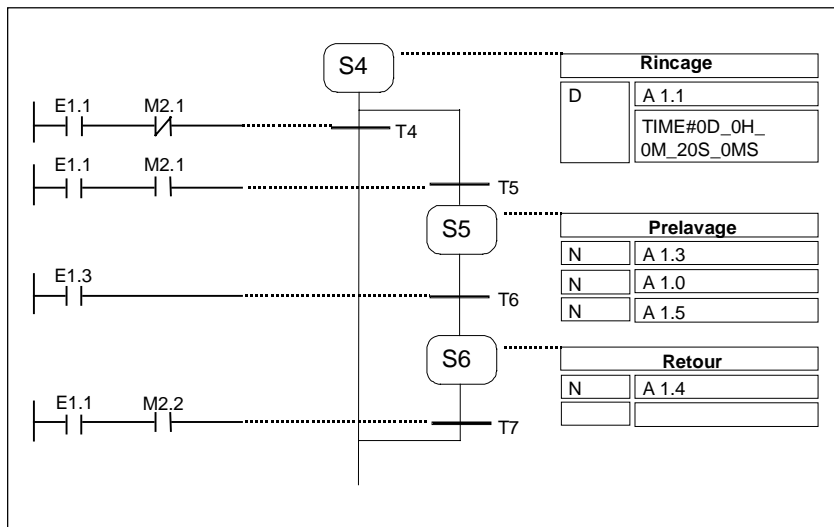 S4
Rincage
D
A 1.1
TIME#0D_0H_
0M_20S_0MS
E1.1 M2.1
T4
E1.1 M2.1
T5
S5
Prelavage
N A 1.3
N A 1.0
N A 1.5
E1.3
T6
S6
Retour
N A 1.4
E1.1 M2.2
T7